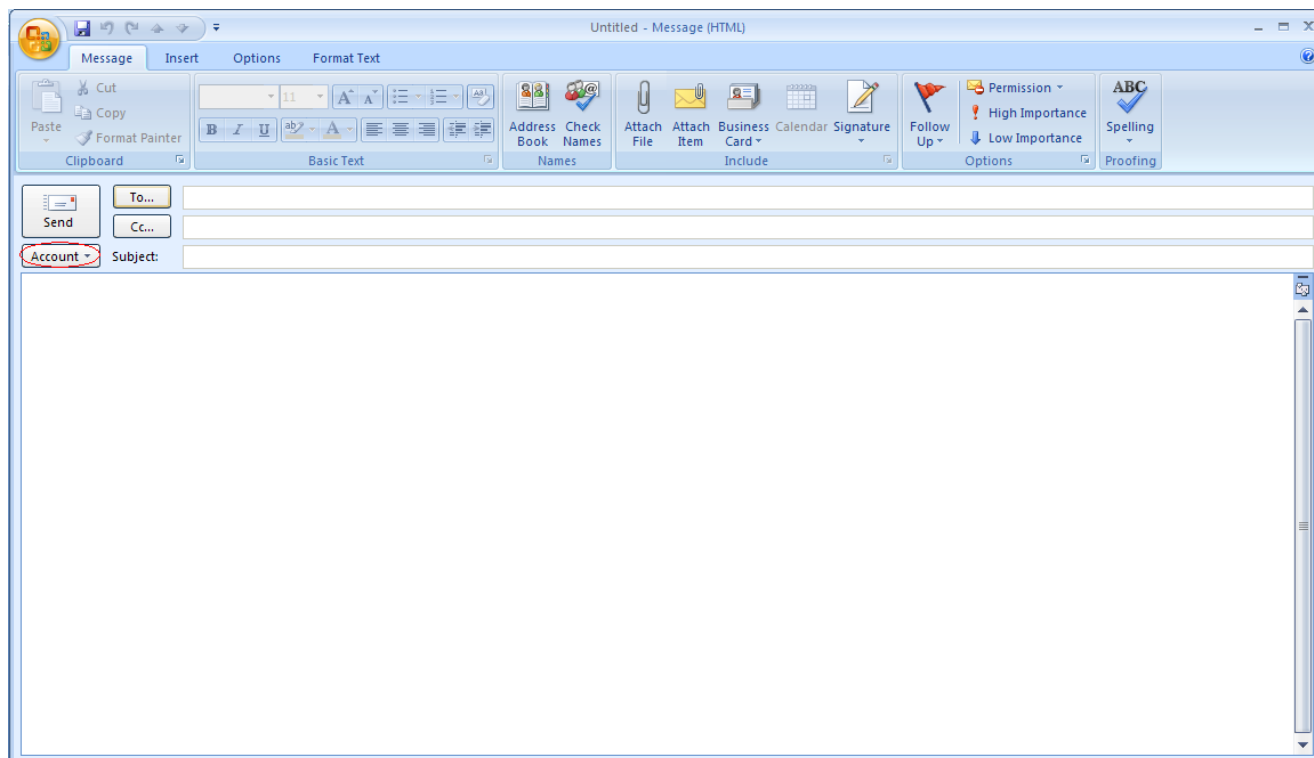 Untitled - Message (HTML)
Message Insert Options Format Text
Paste
Cut
Copy
Format Painter
Clipboard
11 A A
B I U ab A
Basic Text
Address Book
Check Names
Names
Attach File
Attach Item
Business Card
Calendar
Signature
Include
Follow Up
Permission
High Importance
Low Importance
Options
ABC
Spelling
Proofing
Send
To...
Cc...
Account
Subject: